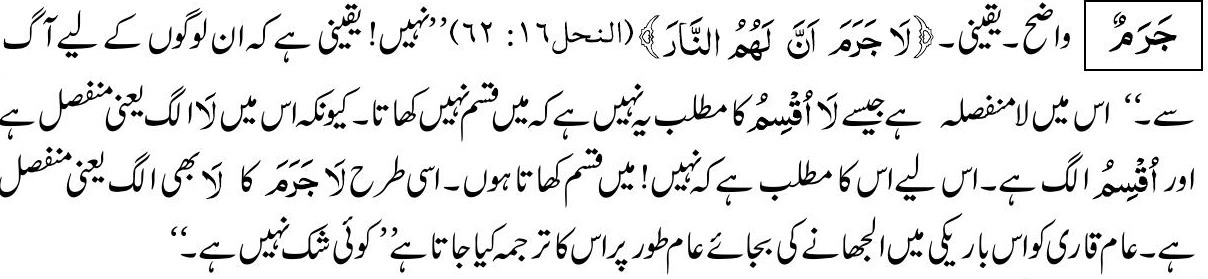 جَرَمٌ واضح۔ یقینی۔ ﴿لَا جَرَمَ اَنَّ لَهُمُ النَّارَ﴾ (النحل۱۶: ۶۲) ’’نہیں! یقینی ہے کہ ان لوگوں کے لیے آگ
سے۔‘‘ اس میں لا منفصلہ ہے جیسے لَا اُقْسِمُ کا مطلب یہ نہیں ہے کہ میں قسم نہیں کھاتا۔ کیونکہ اس میں لَا الگ یعنی منفصل ہے
اور اُقْسِمُ الگ ہے۔ اس لیے اس کا مطلب ہے کہ نہیں! میں قسم کھاتا ہوں۔ اسی طرح لَا جَرَمَ کا لَا بھی الگ یعنی منفصل
ہے۔ عام قاری کو اس باریکی میں الجھانے کی بجائے عام طور پر اس کا ترجمہ کیا جاتا ہے ’’کوئی شک نہیں ہے۔‘‘